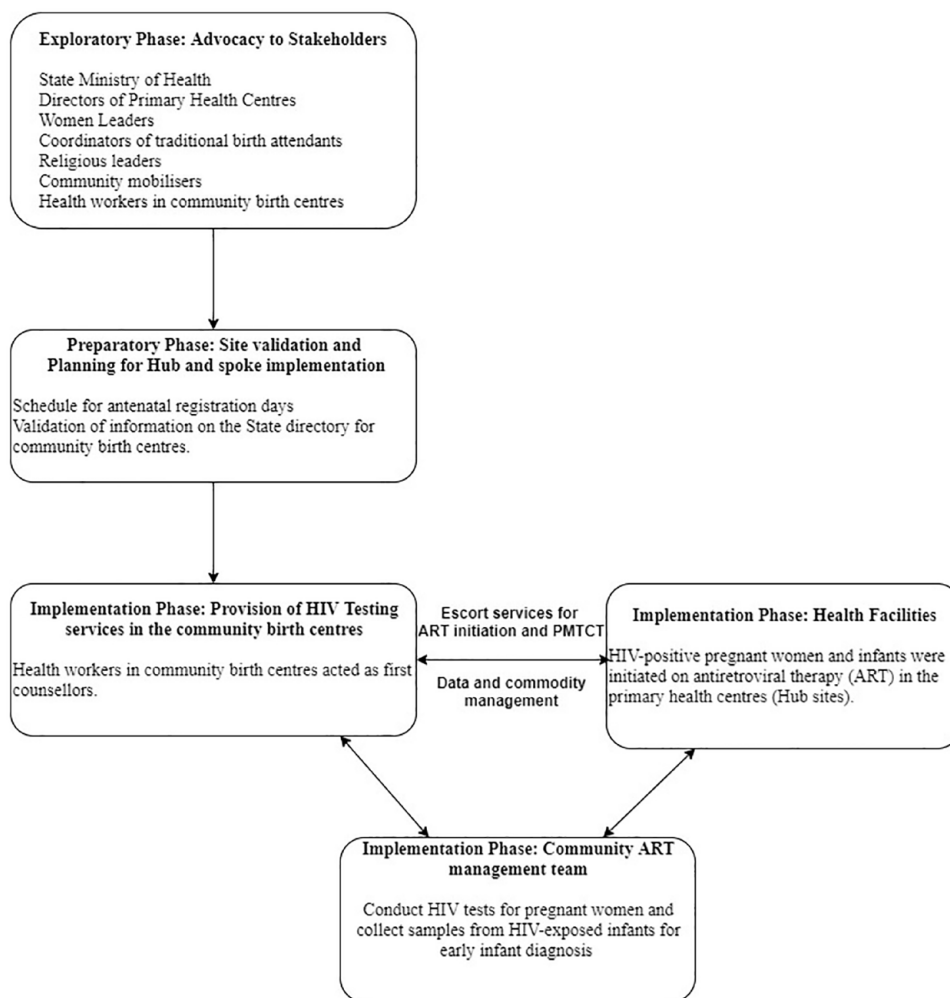 Exploratory Phase: Advocacy to Stakeholders
State Ministry of Health
Directors of Primary Health Centres
Women Leaders
Coordinators of traditional birth attendants
Religious leaders
Community mobilisers
Health workers in community birth centres
Preparatory Phase: Site validation and
Planning for Hub and spoke implementation
Schedule for antenatal registration days
Validation of information on the State directory for
community birth centres.
Implementation Phase: Provision of HIV Testing
services in the community birth centres
Health workers in community birth centres acted as first
counsellors.
Escort services for
ART initiation and PMTCT
Data and commodity
management
Implementation Phase: Health Facilities
HIV-positive pregnant women and infants were
initiated on antiretroviral therapy (ART) in the
primary health centres (Hub sites).
Implementation Phase: Community ART
management team
Conduct HIV tests for pregnant women and
collect samples from HIV-exposed infants for
early infant diagnosis